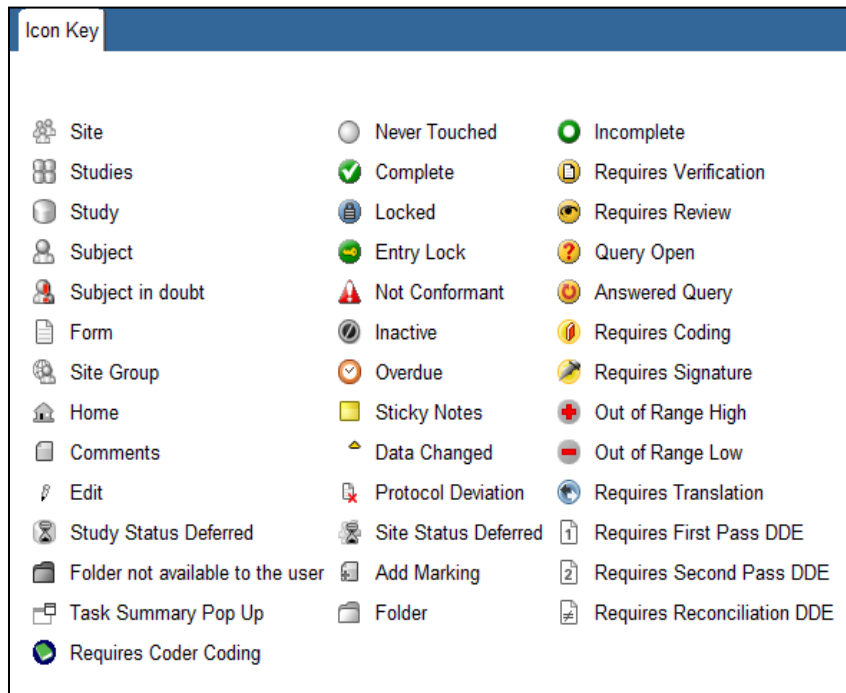 Icon Key
Site
Never Touched
Incomplete
Studies
Complete
Requires Verification
Study
Locked
Requires Review
Subject
Entry Lock
? Query Open
Subject in doubt
Not Conformant
Answered Query
Form
Inactive
Requires Coding
Site Group
Overdue
Requires Signature
Home
Sticky Notes
Out of Range High
Comments
Data Changed
Out of Range Low
Edit
Protocol Deviation
Requires Translation
Study Status Deferred
Site Status Deferred
1 Requires First Pass DDE
Folder not available to the user
Add Marking
2 Requires Second Pass DDE
Task Summary Pop Up
Folder
≠ Requires Reconciliation DDE
Requires Coder Coding